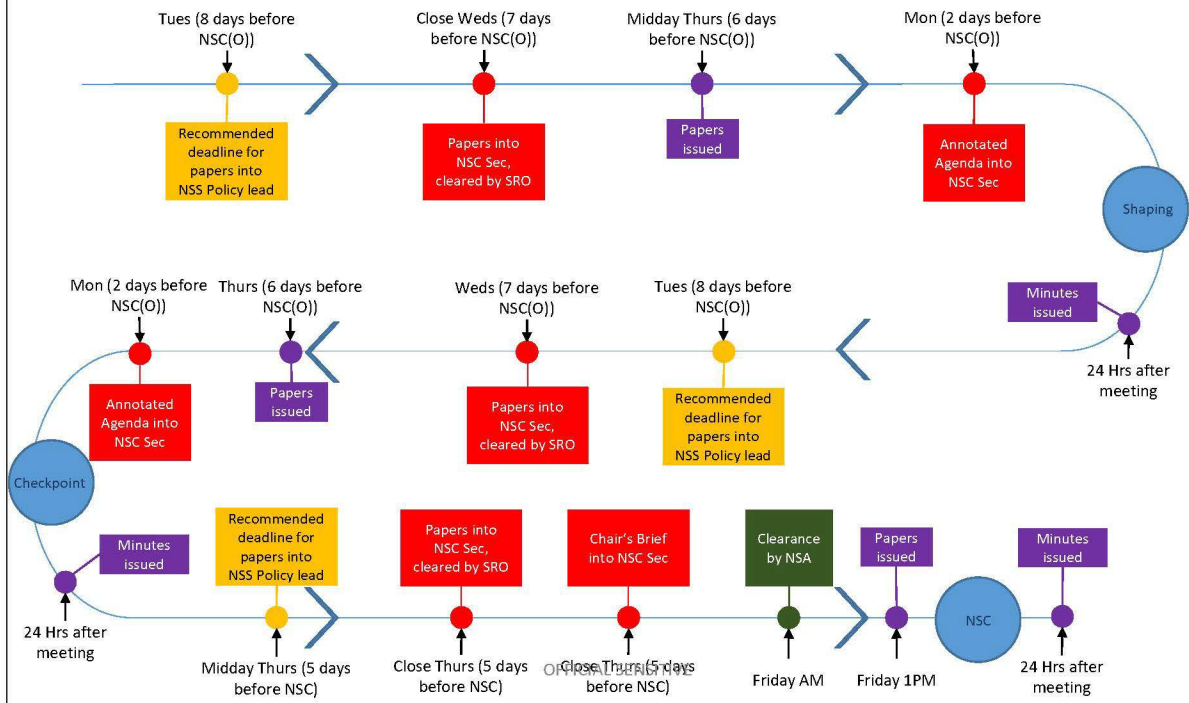 Tues (8 days before
NSC(O))
Close Weds (7 days
before NSC(O))
Midday Thurs (6 days
before NSC(O))
Mon (2 days before
NSC(O))
Recommended
deadline for
papers into
NSS Policy lead
Papers into
NSC Sec,
cleared by SRO
Papers
issued
Annotated
Agenda into
NSC Sec
Shaping
Minutes
issued
24 Hrs after
meeting
Tues (8 days before
NSC(O))
Weds (7 days before
NSC(O))
Thurs (6 days before
NSC(O))
Mon (2 days before
NSC(O))
Recommended
deadline for
papers into
NSS Policy lead
Papers into
NSC Sec,
cleared by SRO
Papers
issued
Annotated
Agenda into
NSC Sec
Checkpoint
Minutes
issued
24 Hrs after
meeting
Recommended
deadline for
papers into
NSS Policy lead
Midday Thurs (5 days
before NSC)
Papers into
NSC Sec,
cleared by SRO
Close Thurs (5 days
before NSC)
Chair's Brief
into NSC Sec
Close Thurs (5 days
before NSC)
Clearance
by NSA
Friday AM
Papers
issued
Friday 1PM
NSC
Minutes
issued
24 Hrs after
meeting
OFFICIAL SENSITIVE